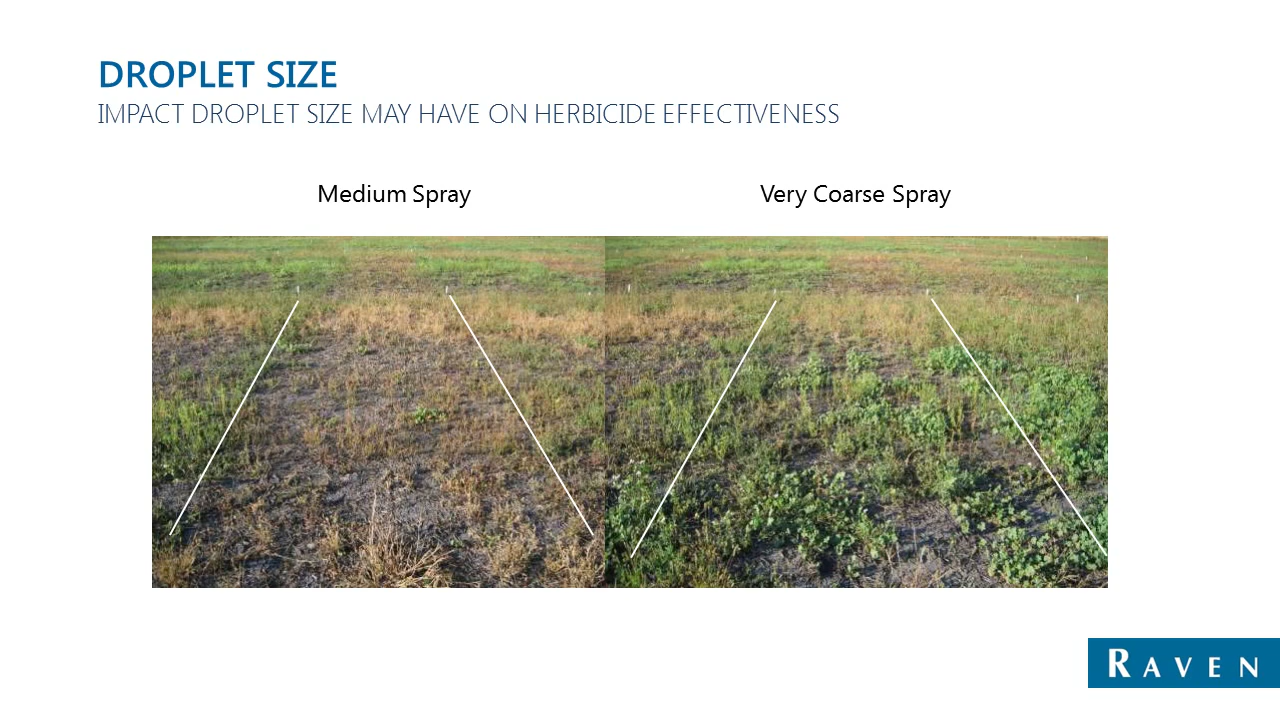 DROPLET SIZE
IMPACT DROPLET SIZE MAY HAVE ON HERBICIDE EFFECTIVENESS
Medium Spray
Very Coarse Spray
RAVEN